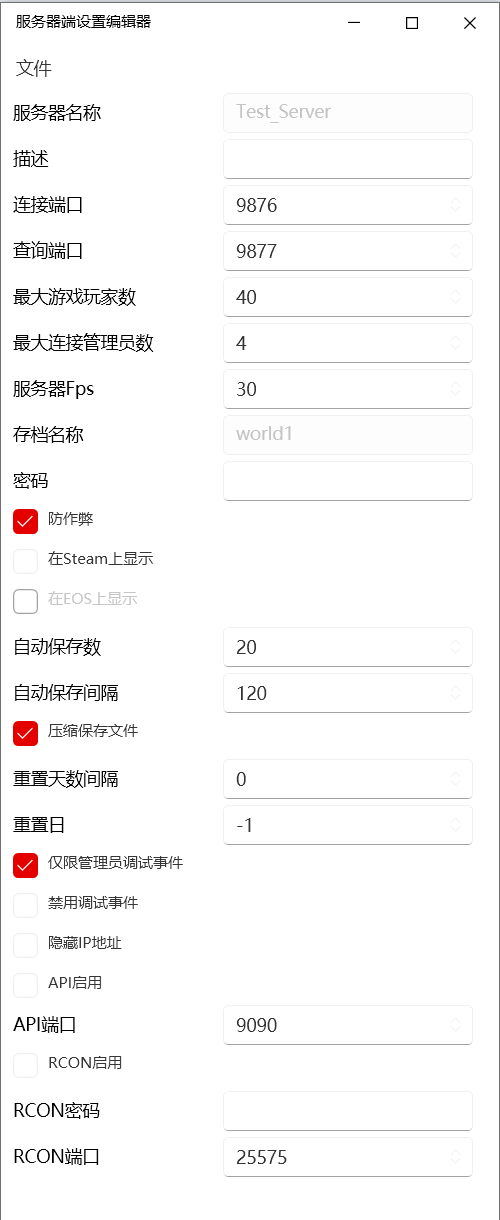 服务器端设置编辑器
文件
服务器名称 Test_Server
描述
连接端口 9876
查询端口 9877
最大游戏玩家数 40
最大连接管理员数 4
服务器Fps 30
存档名称 world1
密码
防作弊
在Steam上显示
在EOS上显示
自动保存数 20
自动保存间隔 120
压缩保存文件
重置天数间隔 0
重置日 -1
仅限管理员调试事件
禁用调试事件
隐藏IP地址
API启用
API端口 9090
RCON启用
RCON密码
RCON端口 25575